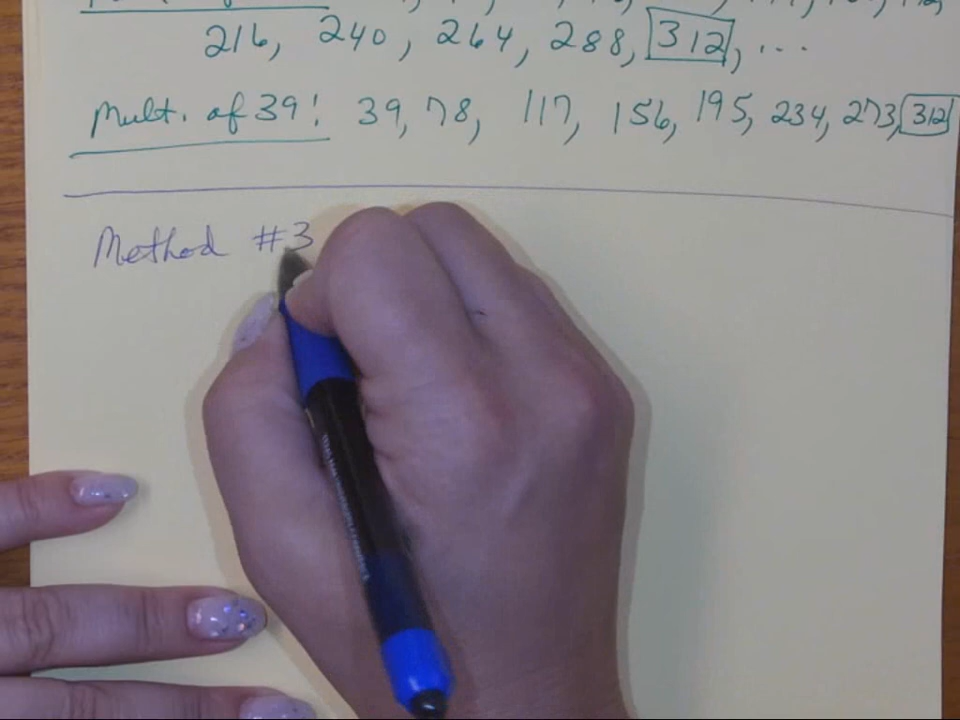 216, 240, 264, 288, 312, ...
Mult. of 39! 39, 78, 117, 156, 195, 234, 273, 312
Method #3